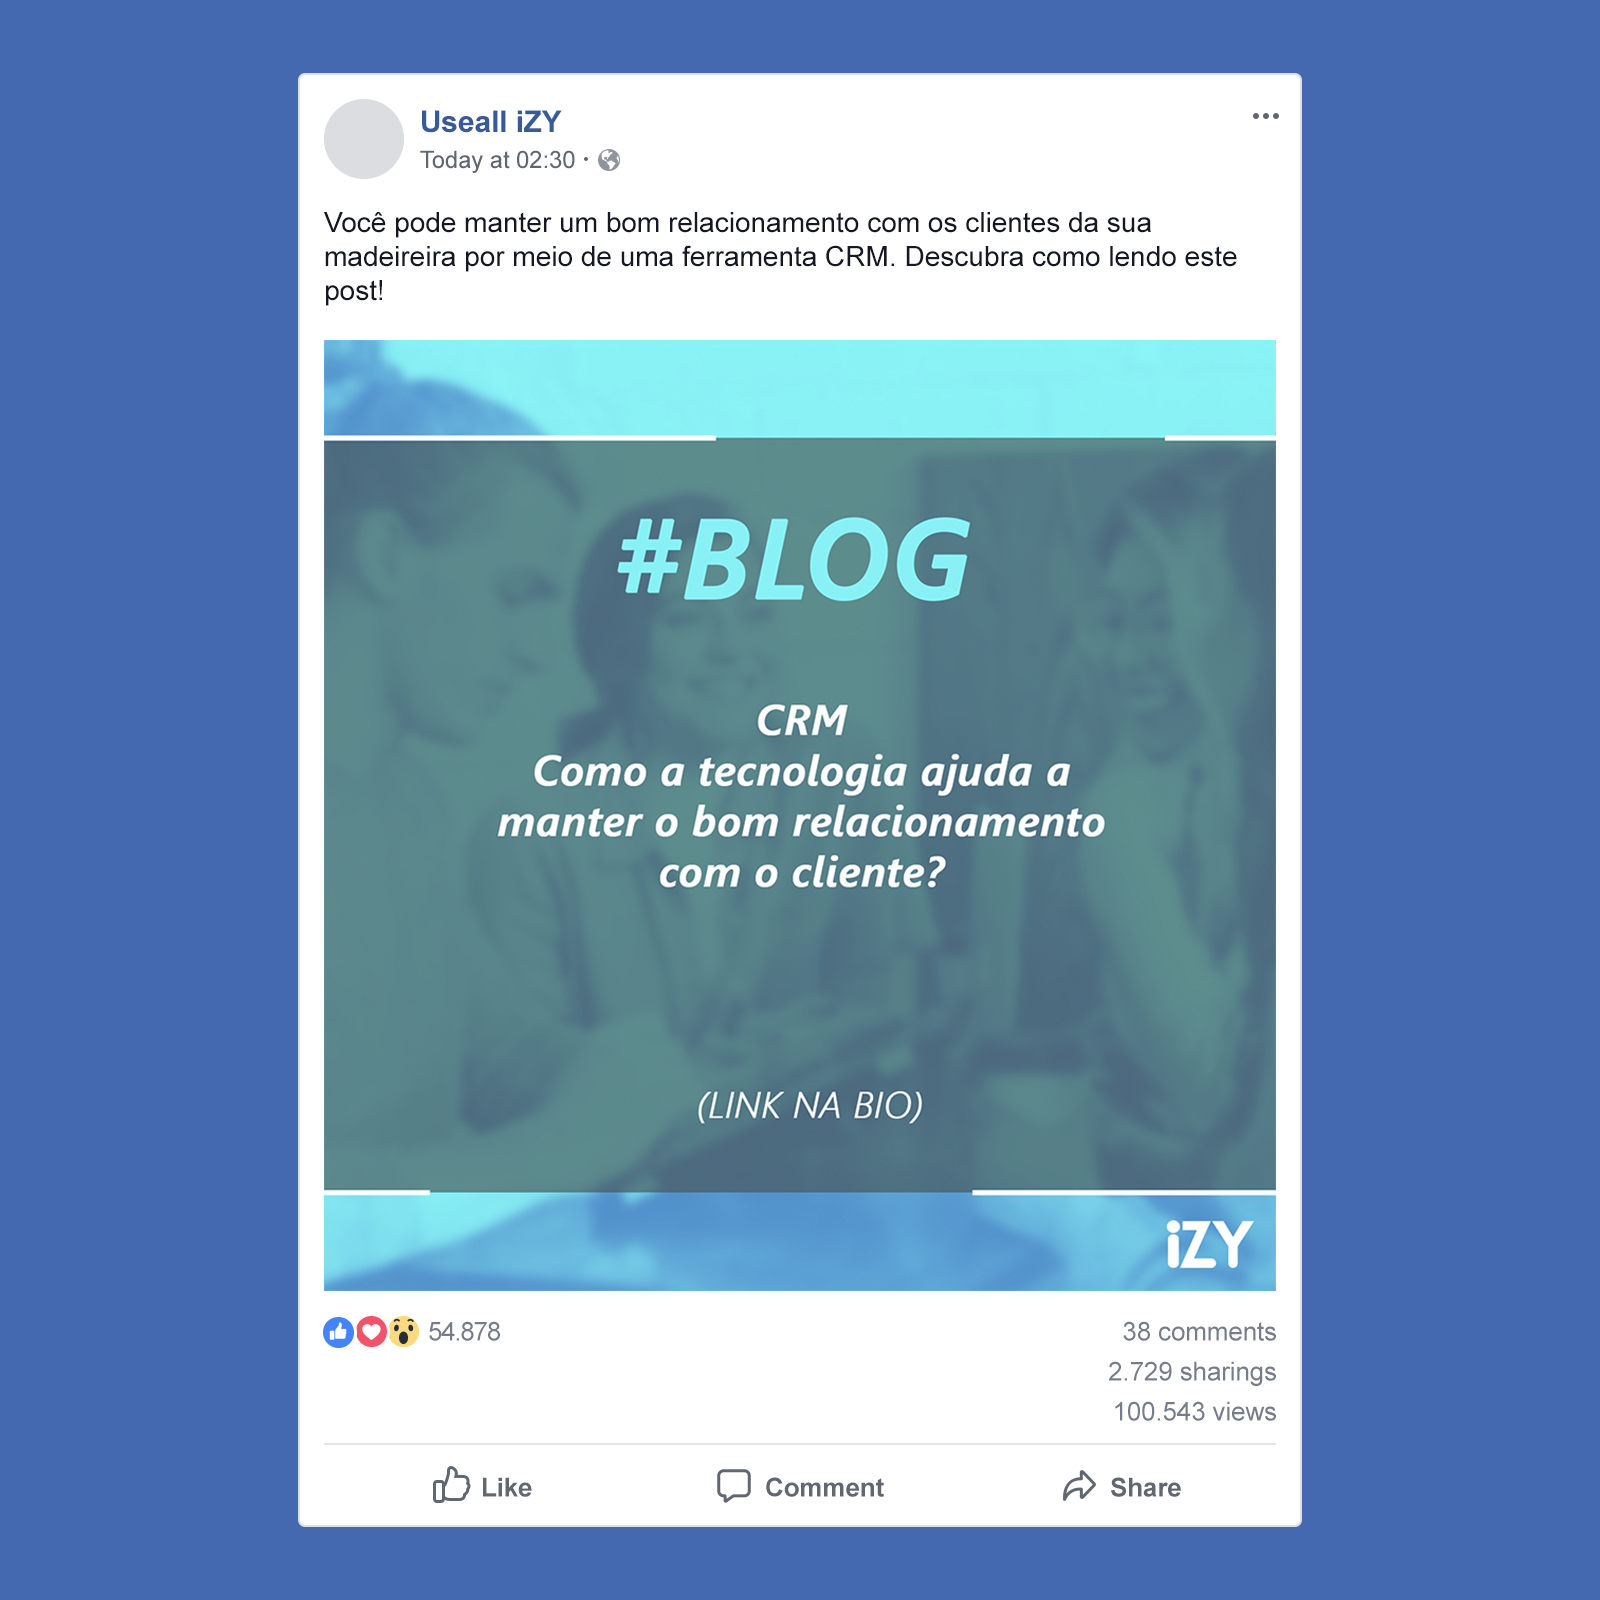 Useall iZY
Today at 02:30 ·
Você pode manter um bom relacionamento com os clientes da sua
madeireira por meio de uma ferramenta CRM. Descubra como lendo este
post!
#BLOG
CRM
Como a tecnologia ajuda a
manter o bom relacionamento
com o cliente?
(LINK NA BIO)
iZY
54.878
38 comments
2.729 sharings
100.543 views
Like
Comment
Share